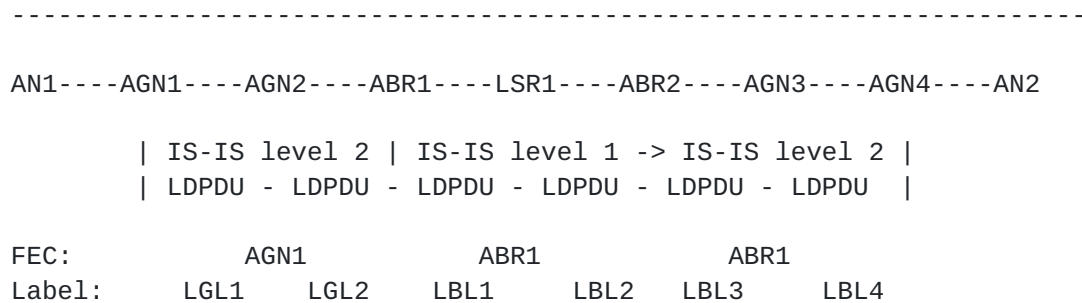 -----------------------------------------------------------------------
AN1----AGN1----AGN2----ABR1----LSR1----ABR2----AGN3----AGN4----AN2
| IS-IS level 2 | IS-IS level 1 -> IS-IS level 2 |
| LDPDU - LDPDU - LDPDU - LDPDU - LDPDU - LDPDU |
FEC: AGN1 ABR1 ABR1
Label: LGL1 LGL2 LBL1 LBL2 LBL3 LBL4